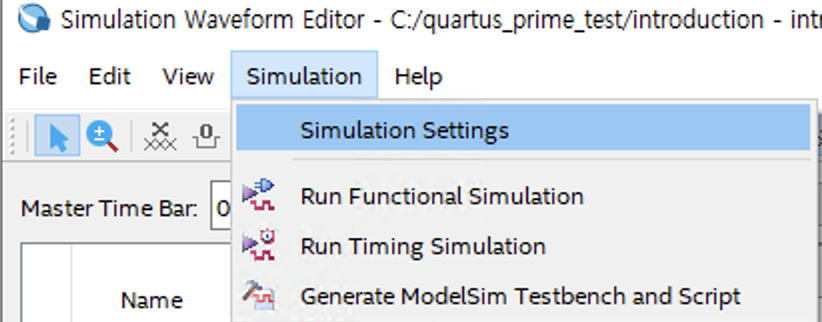 Simulation Waveform Editor - C:/quartus_prime_test/introduction - int
File Edit View Simulation Help
Simulation Settings
Run Functional Simulation
Master Time Bar: 0
Run Timing Simulation
Name
Generate ModelSim Testbench and Script